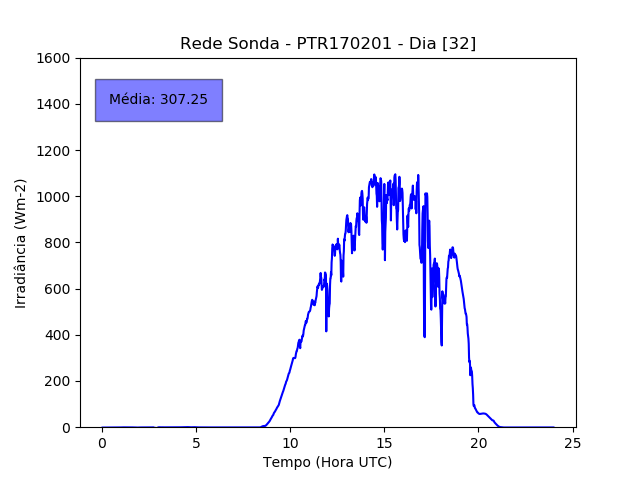 Rede Sonda - PTR170201 - Dia [32]
1600
1400
1200
1000
800
600
400
200
0
Média: 307.25
Irradiância (Wm-2)
0 5 10 15 20 25
Tempo (Hora UTC)